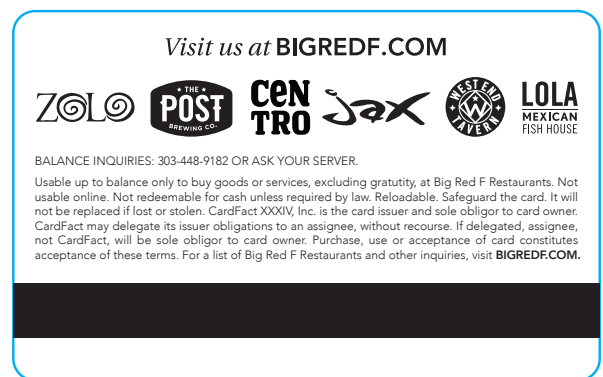 Visit us at BIGREDF.COM
ZOLO
THE
POST
BREWING CO.
CEN
TRO
jax
WEST END
TAVERN
LOLA
MEXICAN
FISH HOUSE
BALANCE INQUIRIES: 303-448-9182 OR ASK YOUR SERVER.
Usable up to balance only to buy goods or services, excluding gratutity, at Big Red F Restaurants. Not
usable online. Not redeemable for cash unless required by law. Reloadable. Safeguard the card. It will
not be replaced if lost or stolen. CardFact XXXIV, Inc. is the card issuer and sole obligor to card owner.
CardFact may delegate its issuer obligations to an assignee, without recourse. If delegated, assignee,
not CardFact, will be sole obligor to card owner. Purchase, use or acceptance of card constitutes
acceptance of these terms. For a list of Big Red F Restaurants and other inquiries, visit BIGREDF.COM.